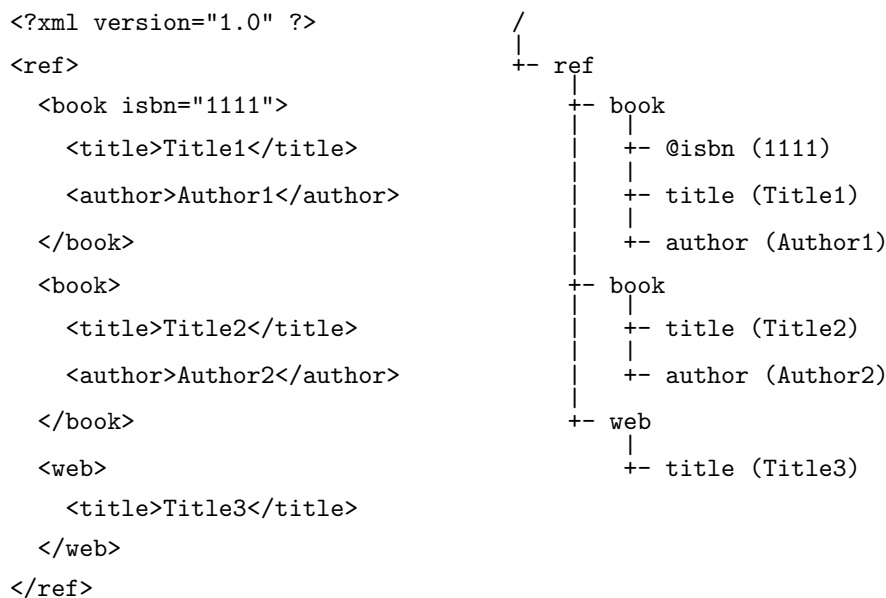 <?xml version="1.0" ?>
<ref>
<book isbn="1111">
<title>Title1</title>
<author>Author1</author>
</book>
<book>
<title>Title2</title>
<author>Author2</author>
</book>
<web>
<title>Title3</title>
</web>
</ref>
/
|
+- ref
|
+- book
|  |
|  +- @isbn (1111)
|  |
|  +- title (Title1)
|  |
|  +- author (Author1)
|
+- book
|  |
|  +- title (Title2)
|  |
|  +- author (Author2)
|
+- web
|
+- title (Title3)